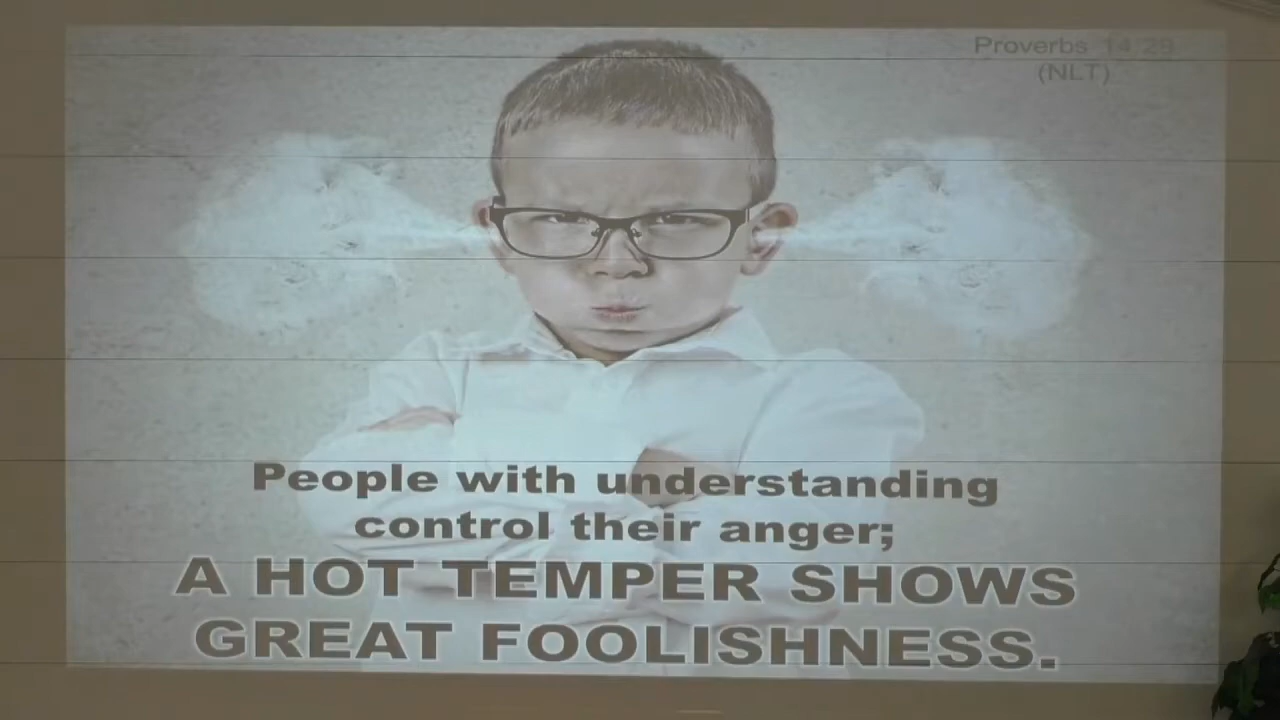 Proverbs 14:29
(NLT)
People with understanding
control their anger;
A HOT TEMPER SHOWS
GREAT FOOLISHNESS.